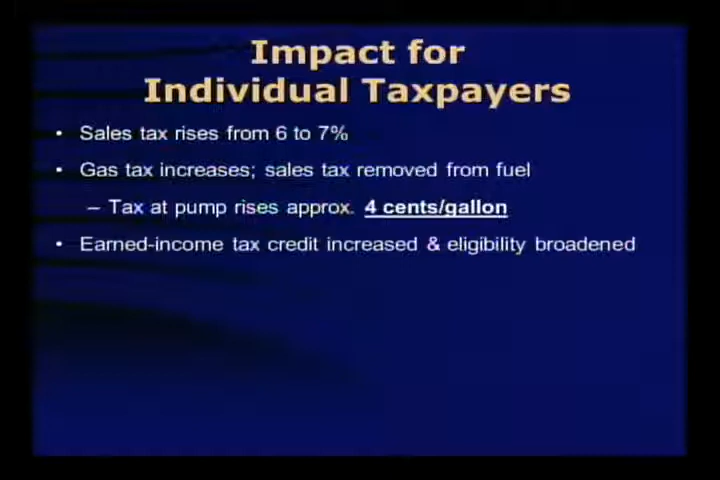 Impact for
Individual Taxpayers
• Sales tax rises from 6 to 7%
• Gas tax increases; sales tax removed from fuel
– Tax at pump rises approx. 4 cents/gallon
• Earned-income tax credit increased & eligibility broadened